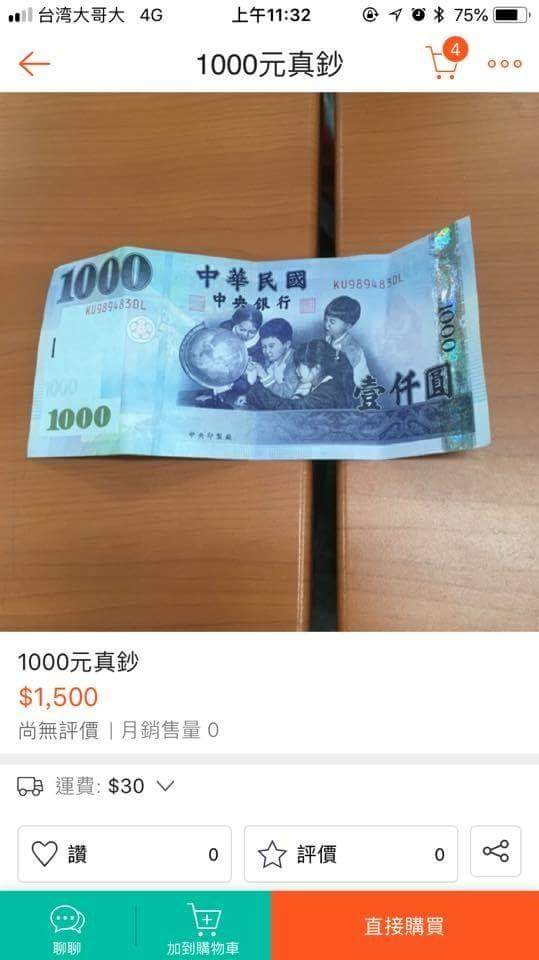 台湾大哥大 4G 上午11:32 75%
1000元真鈔 4
1000 中華民國
KU989483DL
KU989483DL 中央銀行
1000
1000
壹仟圓
1000
中央印製廠
1000元真鈔
$1,500
尚無評價 | 月銷售量 0
運費: $30
讚 0 評價 0
聊聊 加到購物車 直接購買